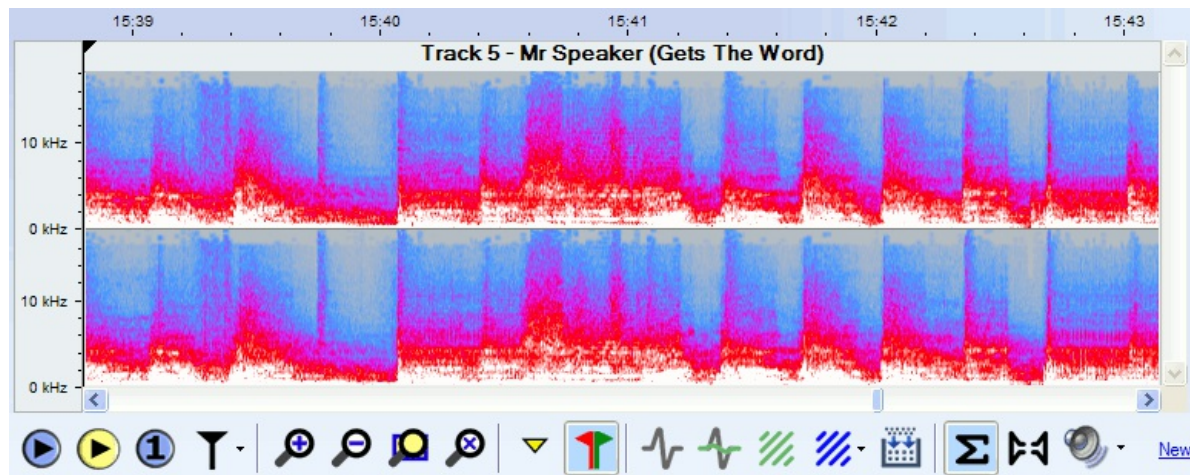 15:39 15:40 15:41 15:42 15:43
Track 5 - Mr Speaker (Gets The Word)
10 kHz
0 kHz
10 kHz
0 kHz
1
Σ
New